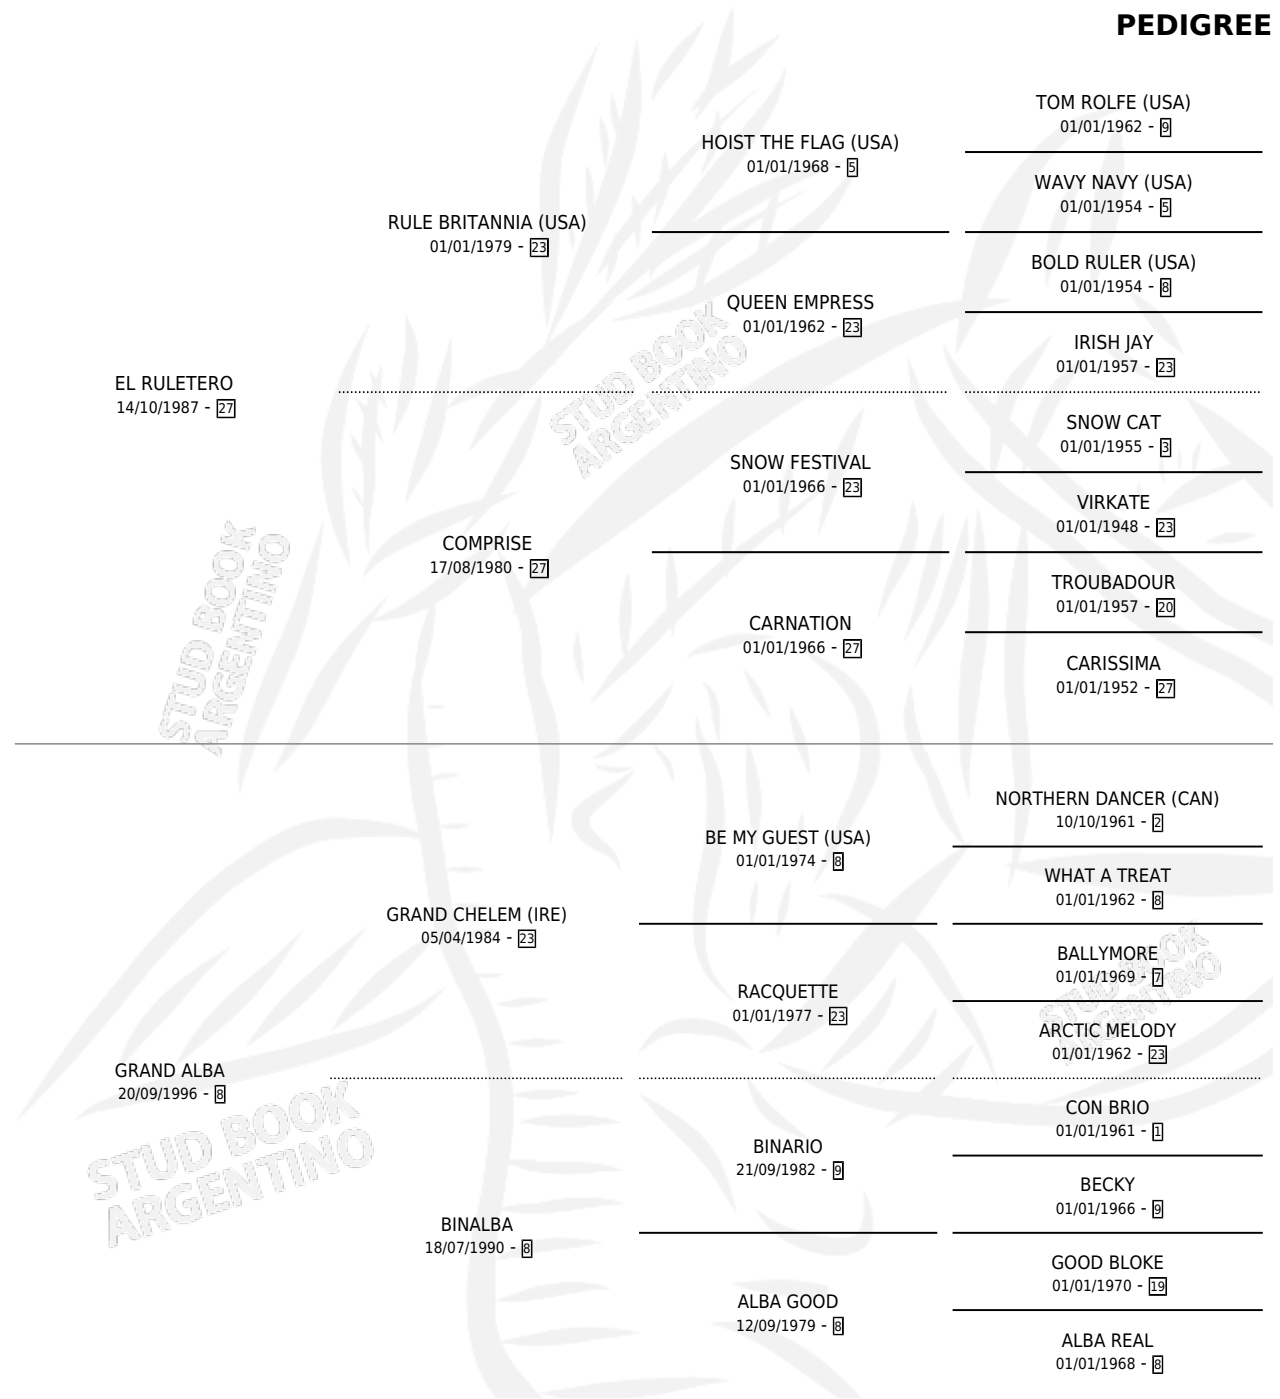 PEDIGREE
TOM ROLFE (USA)
01/01/1962 - 9
HOIST THE FLAG (USA)
01/01/1968 - 5
WAVY NAVY (USA)
01/01/1954 - 5
RULE BRITANNIA (USA)
01/01/1979 - 23
BOLD RULER (USA)
01/01/1954 - 8
QUEEN EMPRESS
01/01/1962 - 23
IRISH JAY
01/01/1957 - 23
EL RULETERO
14/10/1987 - 27
SNOW CAT
01/01/1955 - 3
SNOW FESTIVAL
01/01/1966 - 23
VIRKATE
01/01/1948 - 23
COMPRISE
17/08/1980 - 27
TROUBADOUR
01/01/1957 - 20
CARNATION
01/01/1966 - 27
CARISSIMA
01/01/1952 - 27
STUD BOOK
ARGENTINO
STUD BOOK
ARGENTINO
NORTHERN DANCER (CAN)
10/10/1961 - 2
BE MY GUEST (USA)
01/01/1974 - 8
WHAT A TREAT
01/01/1962 - 8
GRAND CHELEM (IRE)
05/04/1984 - 23
BALLYMORE
01/01/1969 - 7
RACQUETTE
01/01/1977 - 23
ARCTIC MELODY
01/01/1962 - 23
GRAND ALBA
20/09/1996 - 8
CON BRIO
01/01/1961 - 1
BINARIO
21/09/1982 - 9
BECKY
01/01/1966 - 9
BINALBA
18/07/1990 - 8
GOOD BLOKE
01/01/1970 - 19
ALBA GOOD
12/09/1979 - 8
ALBA REAL
01/01/1968 - 8
STUD BOOK
ARGENTINO
STUD BOOK
ARGENTINO